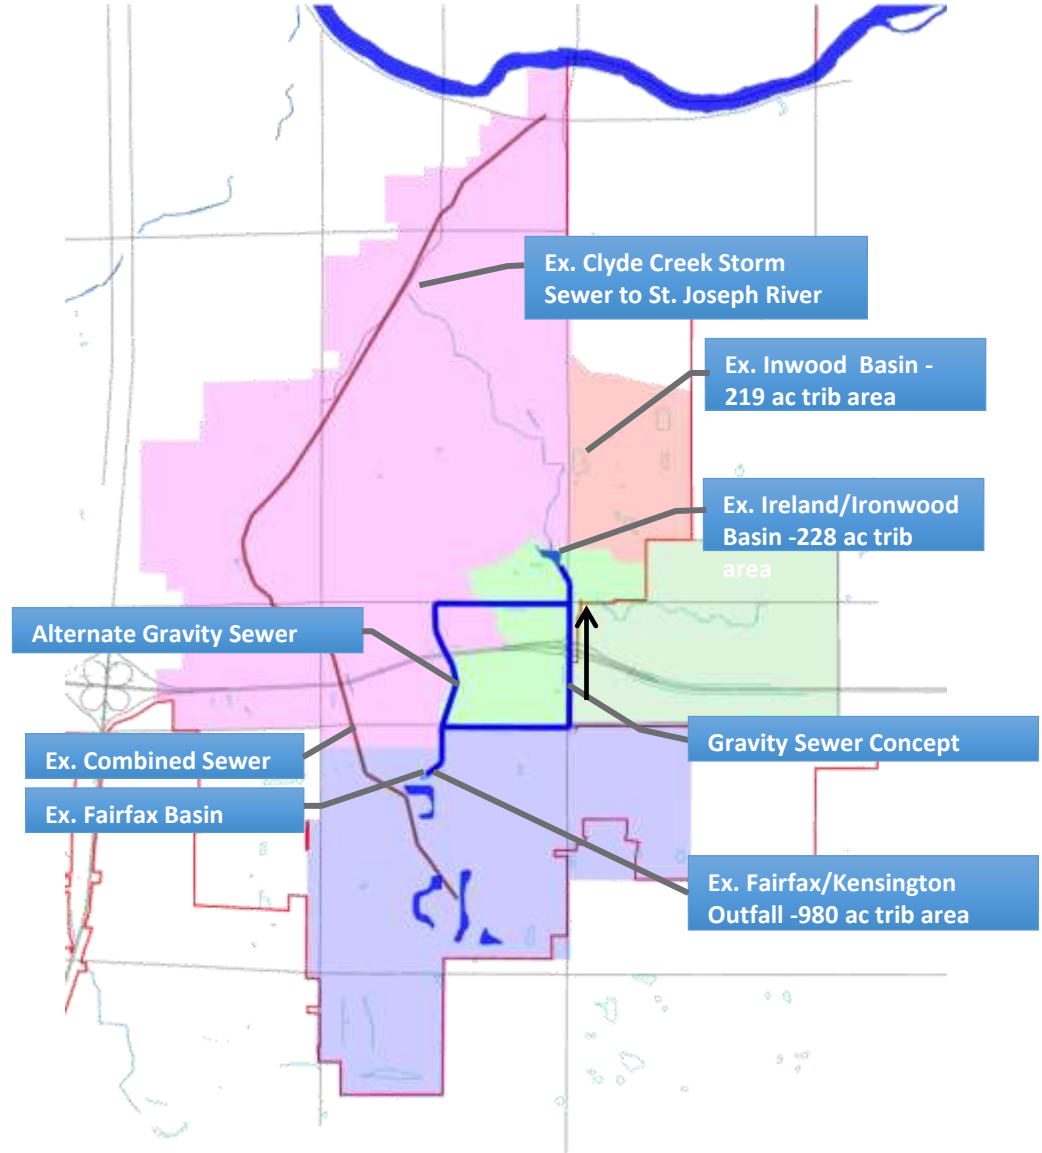 Ex. Clyde Creek Storm
Sewer to St. Joseph River
Ex. Inwood Basin -
219 ac trib area
Ex. Ireland/Ironwood
Basin -228 ac trib
area
Alternate Gravity Sewer
Ex. Combined Sewer
Gravity Sewer Concept
Ex. Fairfax Basin
Ex. Fairfax/Kensington
Outfall -980 ac trib area